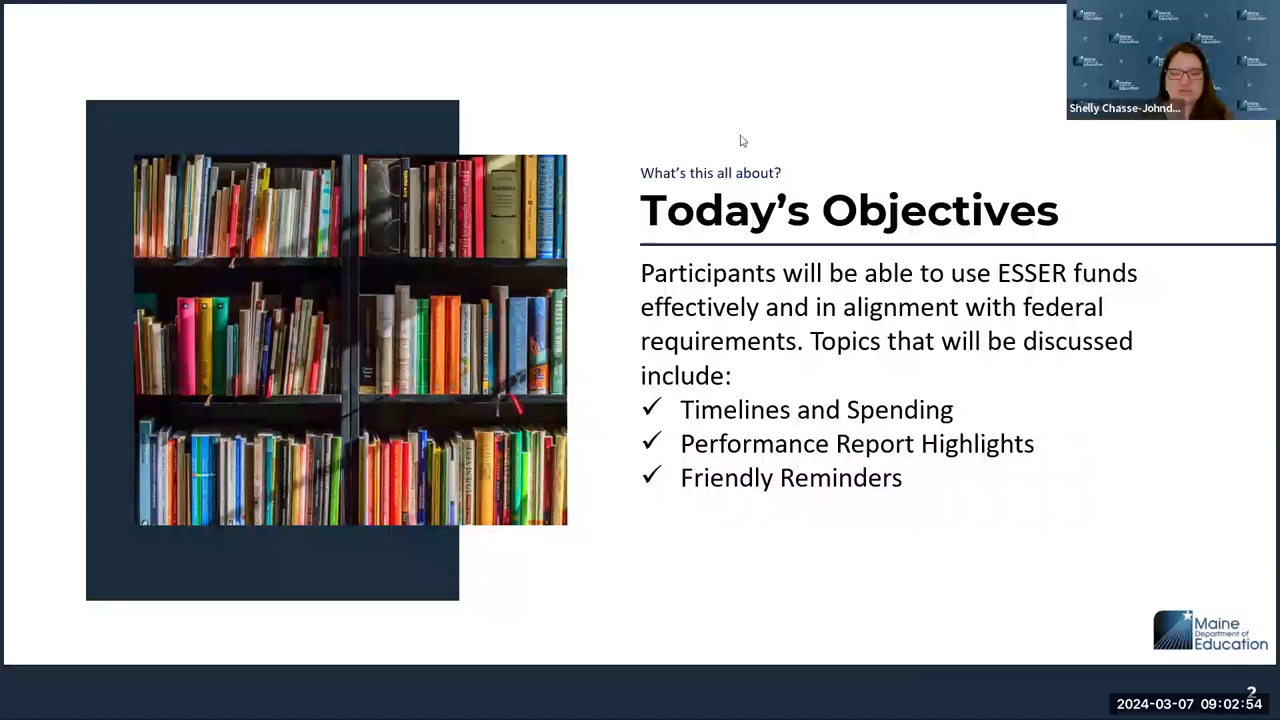 Shelly Chasse-Johnd...
What's this all about?
Today's Objectives
Participants will be able to use ESSER funds
effectively and in alignment with federal
requirements. Topics that will be discussed
include:
✓ Timelines and Spending
✓ Performance Report Highlights
✓ Friendly Reminders
Maine
Department of
Education
2
2024-03-07 09:02:54